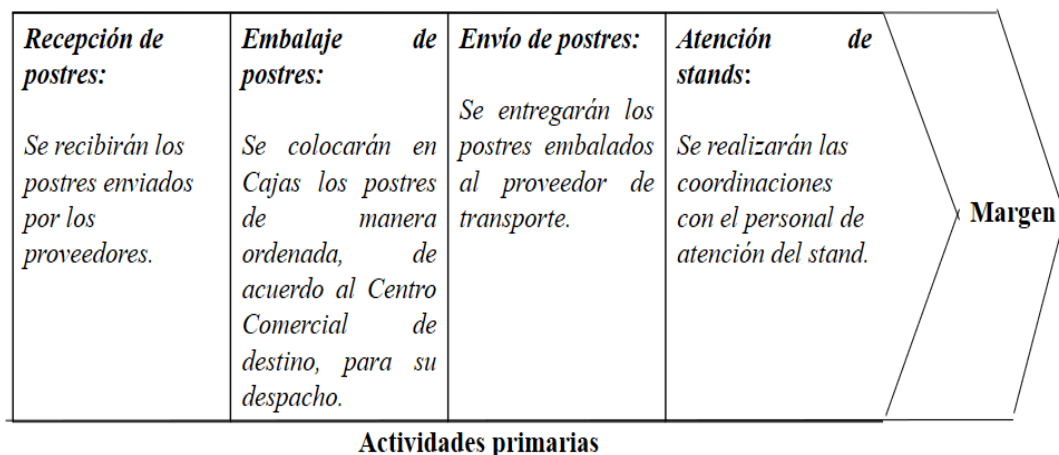 Recepción de
postres:
Se recibirán los
postres enviados
por los
proveedores.
Embalaje de
postres:
Se colocarán en
Cajas los postres
de manera
ordenada, de
acuerdo al Centro
Comercial de
destino, para su
despacho.
Envío de postres:
Se entregarán los
postres embalados
al proveedor de
transporte.
Atención de
stands:
Se realizarán las
coordinaciones
con el personal de
atención del stand.
Margen
Actividades primarias